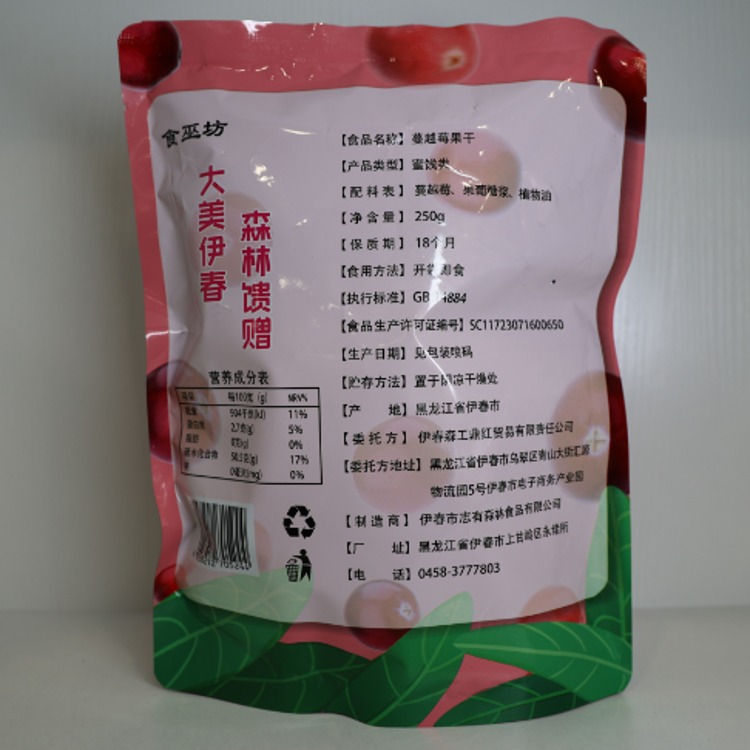 食巫坊
大美伊春
森林馈赠
【食品名称】蔓越莓果干
【产品类型】蜜饯类
【配料表】蔓越莓、果葡糖浆、植物油
【净含量】250g
【保质期】18个月
【食用方法】开袋即食
【执行标准】GB 14884
【食品生产许可证编号】SC11723071600650
【生产日期】见包装喷码
【贮存方法】置于阴凉干燥处
【产 地】黑龙江省伊春市
【委托方】伊春森工鼎红贸易有限责任公司
【委托方地址】黑龙江省伊春市乌翠区青山大街汇源
物流园5号伊春市电子商务产业园
【制造商】伊春市志有森林食品有限公司
【厂 址】黑龙江省伊春市上甘岭区永绪所
【电 话】0458-3777803
营养成分表
项目 每100克(g) NRV%
能量 904千焦(kJ) 11%
蛋白质 2.7克(g) 5%
脂肪 0克(g) 0%
碳水化合物 50.3克(g) 17%
钠 0毫克(mg) 0%